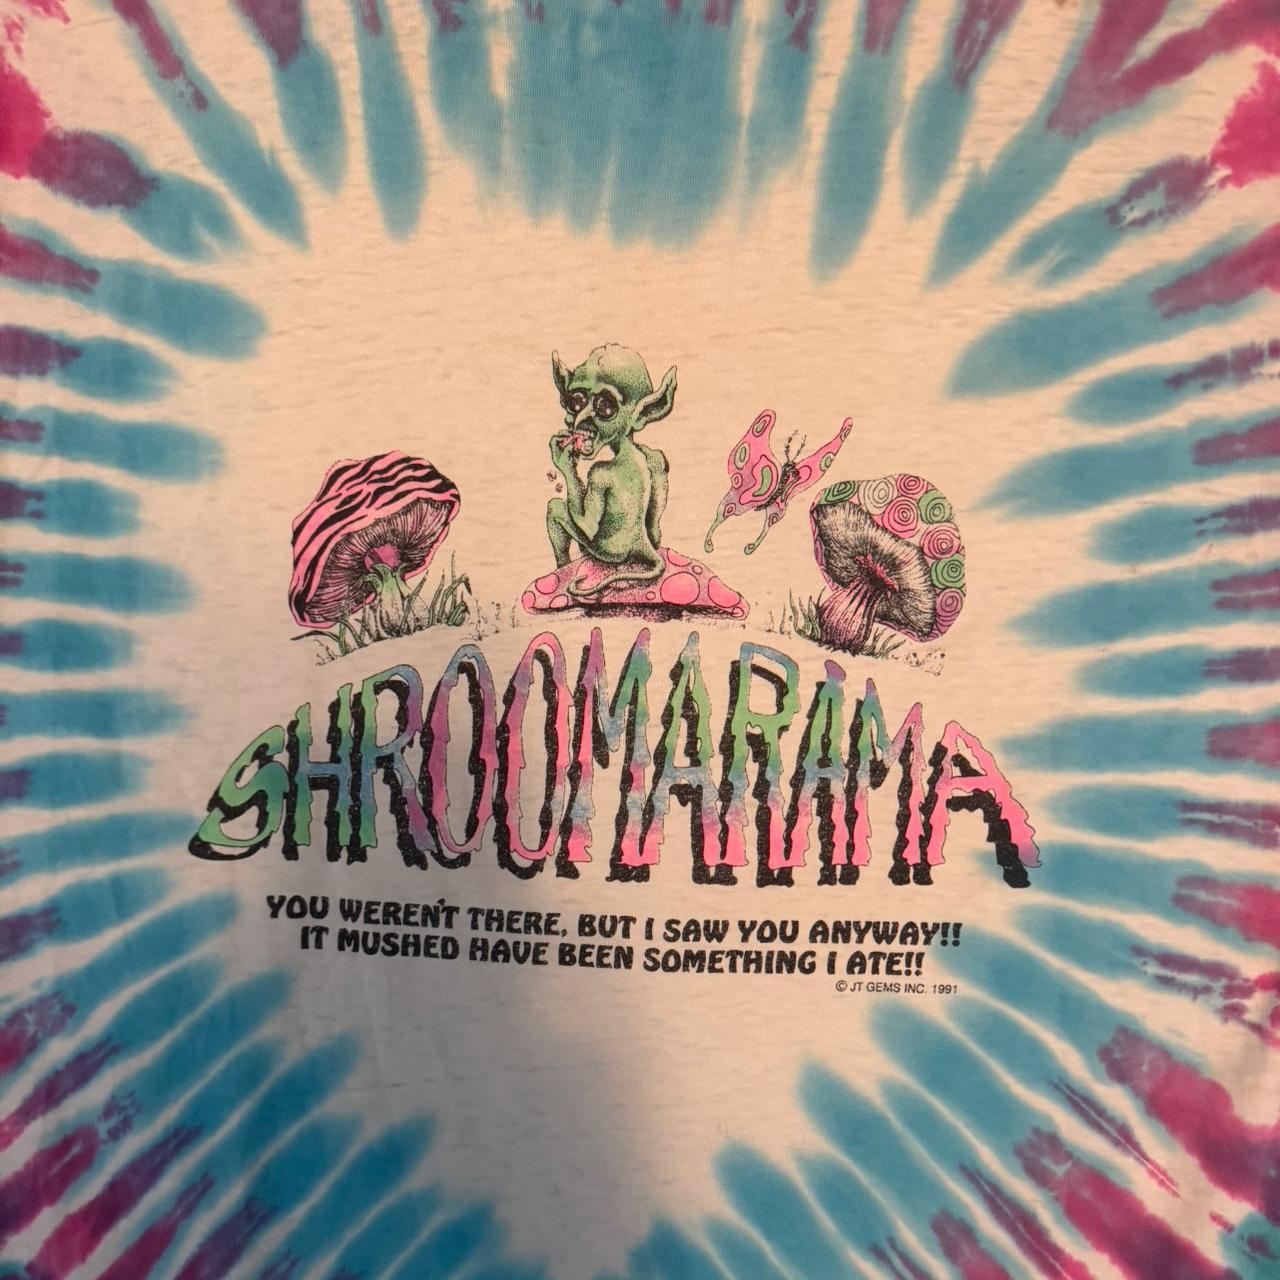 SHROOMARAMA
YOU WEREN'T THERE, BUT I SAW YOU ANYWAY!!
IT MUSHED HAVE BEEN SOMETHING I ATE!!
© JT GEMS INC. 1991